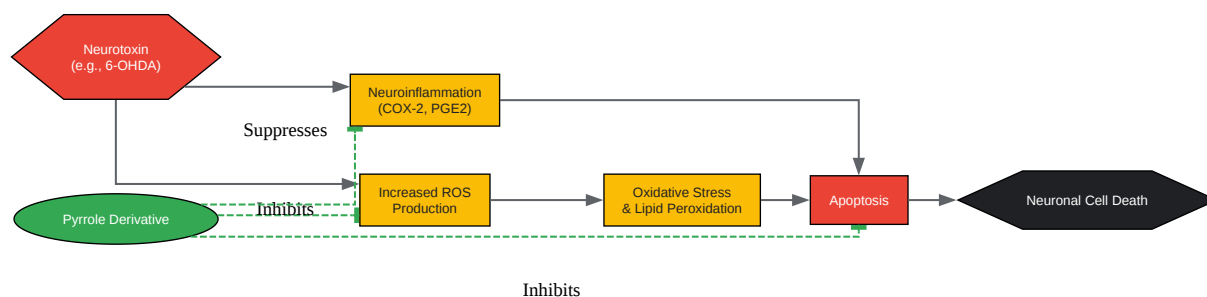 Neurotoxin
(e.g., 6-OHDA)
Neuroinflammation
(COX-2, PGE2)
Suppresses
Increased ROS
Production
Oxidative Stress
& Lipid Peroxidation
Apoptosis
Neuronal Cell Death
Pyrrole Derivative
Inhibits
Inhibits